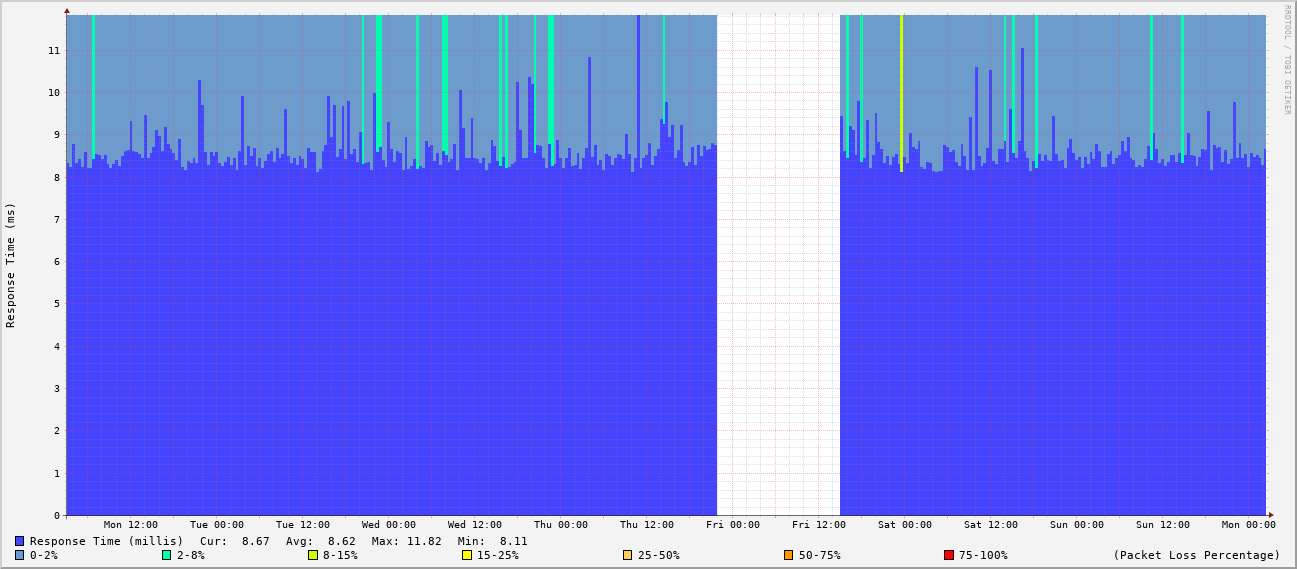 RRDTOOL / TOBI OETIKER
Response Time (ms)
11
10
9
8
7
6
5
4
3
2
1
0
Mon 12:00 Tue 00:00 Tue 12:00 Wed 00:00 Wed 12:00 Thu 00:00 Thu 12:00 Fri 00:00 Fri 12:00 Sat 00:00 Sat 12:00 Sun 00:00 Sun 12:00 Mon 00:00
Response Time (millis) Cur: 8.67 Avg: 8.62 Max: 11.82 Min: 8.11
0-2% 2-8% 8-15% 15-25% 25-50% 50-75% 75-100% (Packet Loss Percentage)